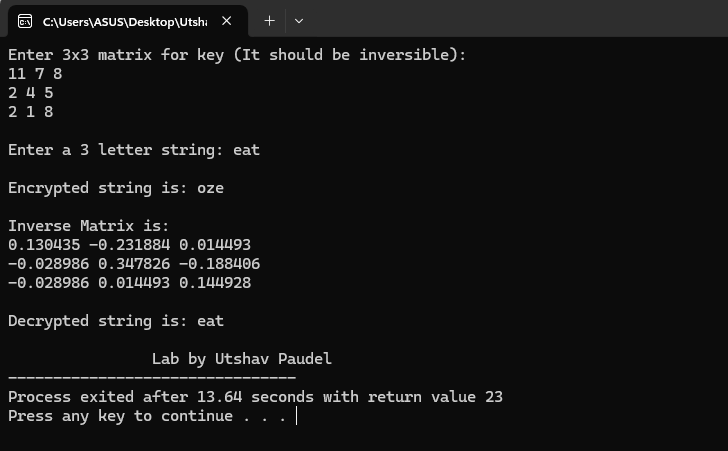 C:\Users\ASUS\Desktop\Utsha
Enter 3x3 matrix for key (It should be inversible):
11 7 8
2 4 5
2 1 8
Enter a 3 letter string: eat
Encrypted string is: oze
Inverse Matrix is:
0.130435 -0.231884 0.014493
-0.028986 0.347826 -0.188406
-0.028986 0.014493 0.144928
Decrypted string is: eat
Lab by Utshav Paudel
--------------------------------
Process exited after 13.64 seconds with return value 23
Press any key to continue . . .